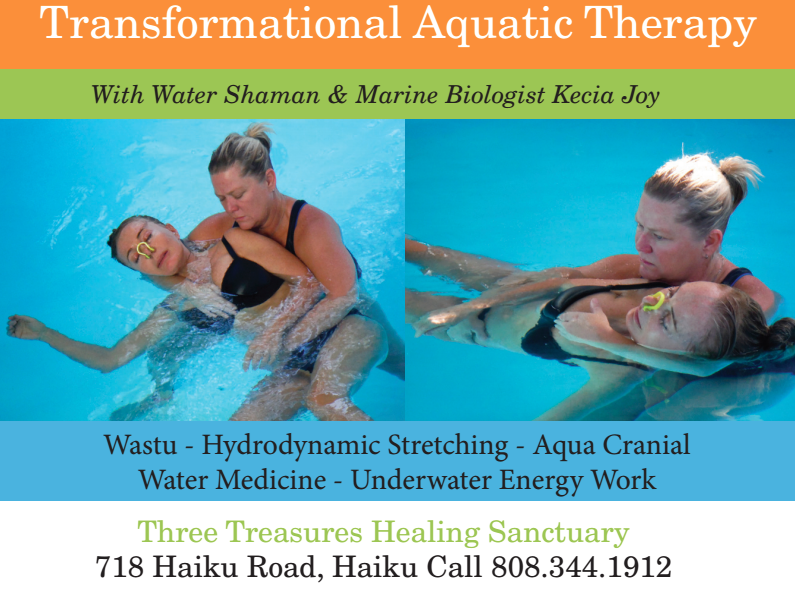 Transformational Aquatic Therapy
With Water Shaman & Marine Biologist Kecia Joy
Wastu - Hydrodynamic Stretching - Aqua Cranial
Water Medicine - Underwater Energy Work
Three Treasures Healing Sanctuary
718 Haiku Road, Haiku Call 808.344.1912